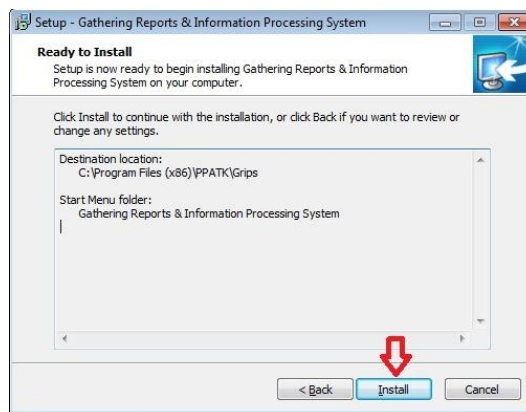 Setup - Gathering Reports & Information Processing System
Ready to Install
Setup is now ready to begin installing Gathering Reports & Information
Processing System on your computer.
Click Install to continue with the installation, or click Back if you want to review or
change any settings.
Destination location:
C:\Program Files (x86)\PPATK\Grips
Start Menu folder:
Gathering Reports & Information Processing System
< Back
Install
Cancel